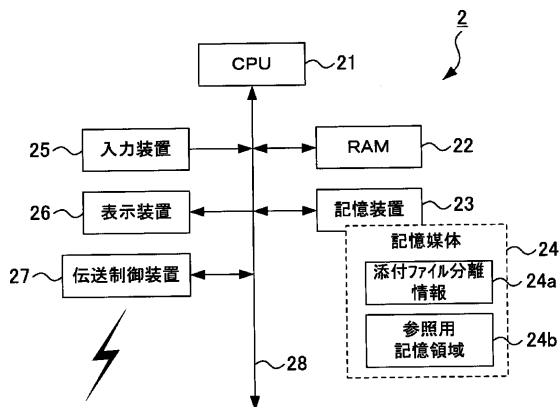 2
CPU
21
25
入力装置
RAM
22
26
表示装置
記憶装置
23
27
伝送制御装置
記憶媒体
24
添付ファイル分離
情報
24a
参照用
記憶領域
24b
28